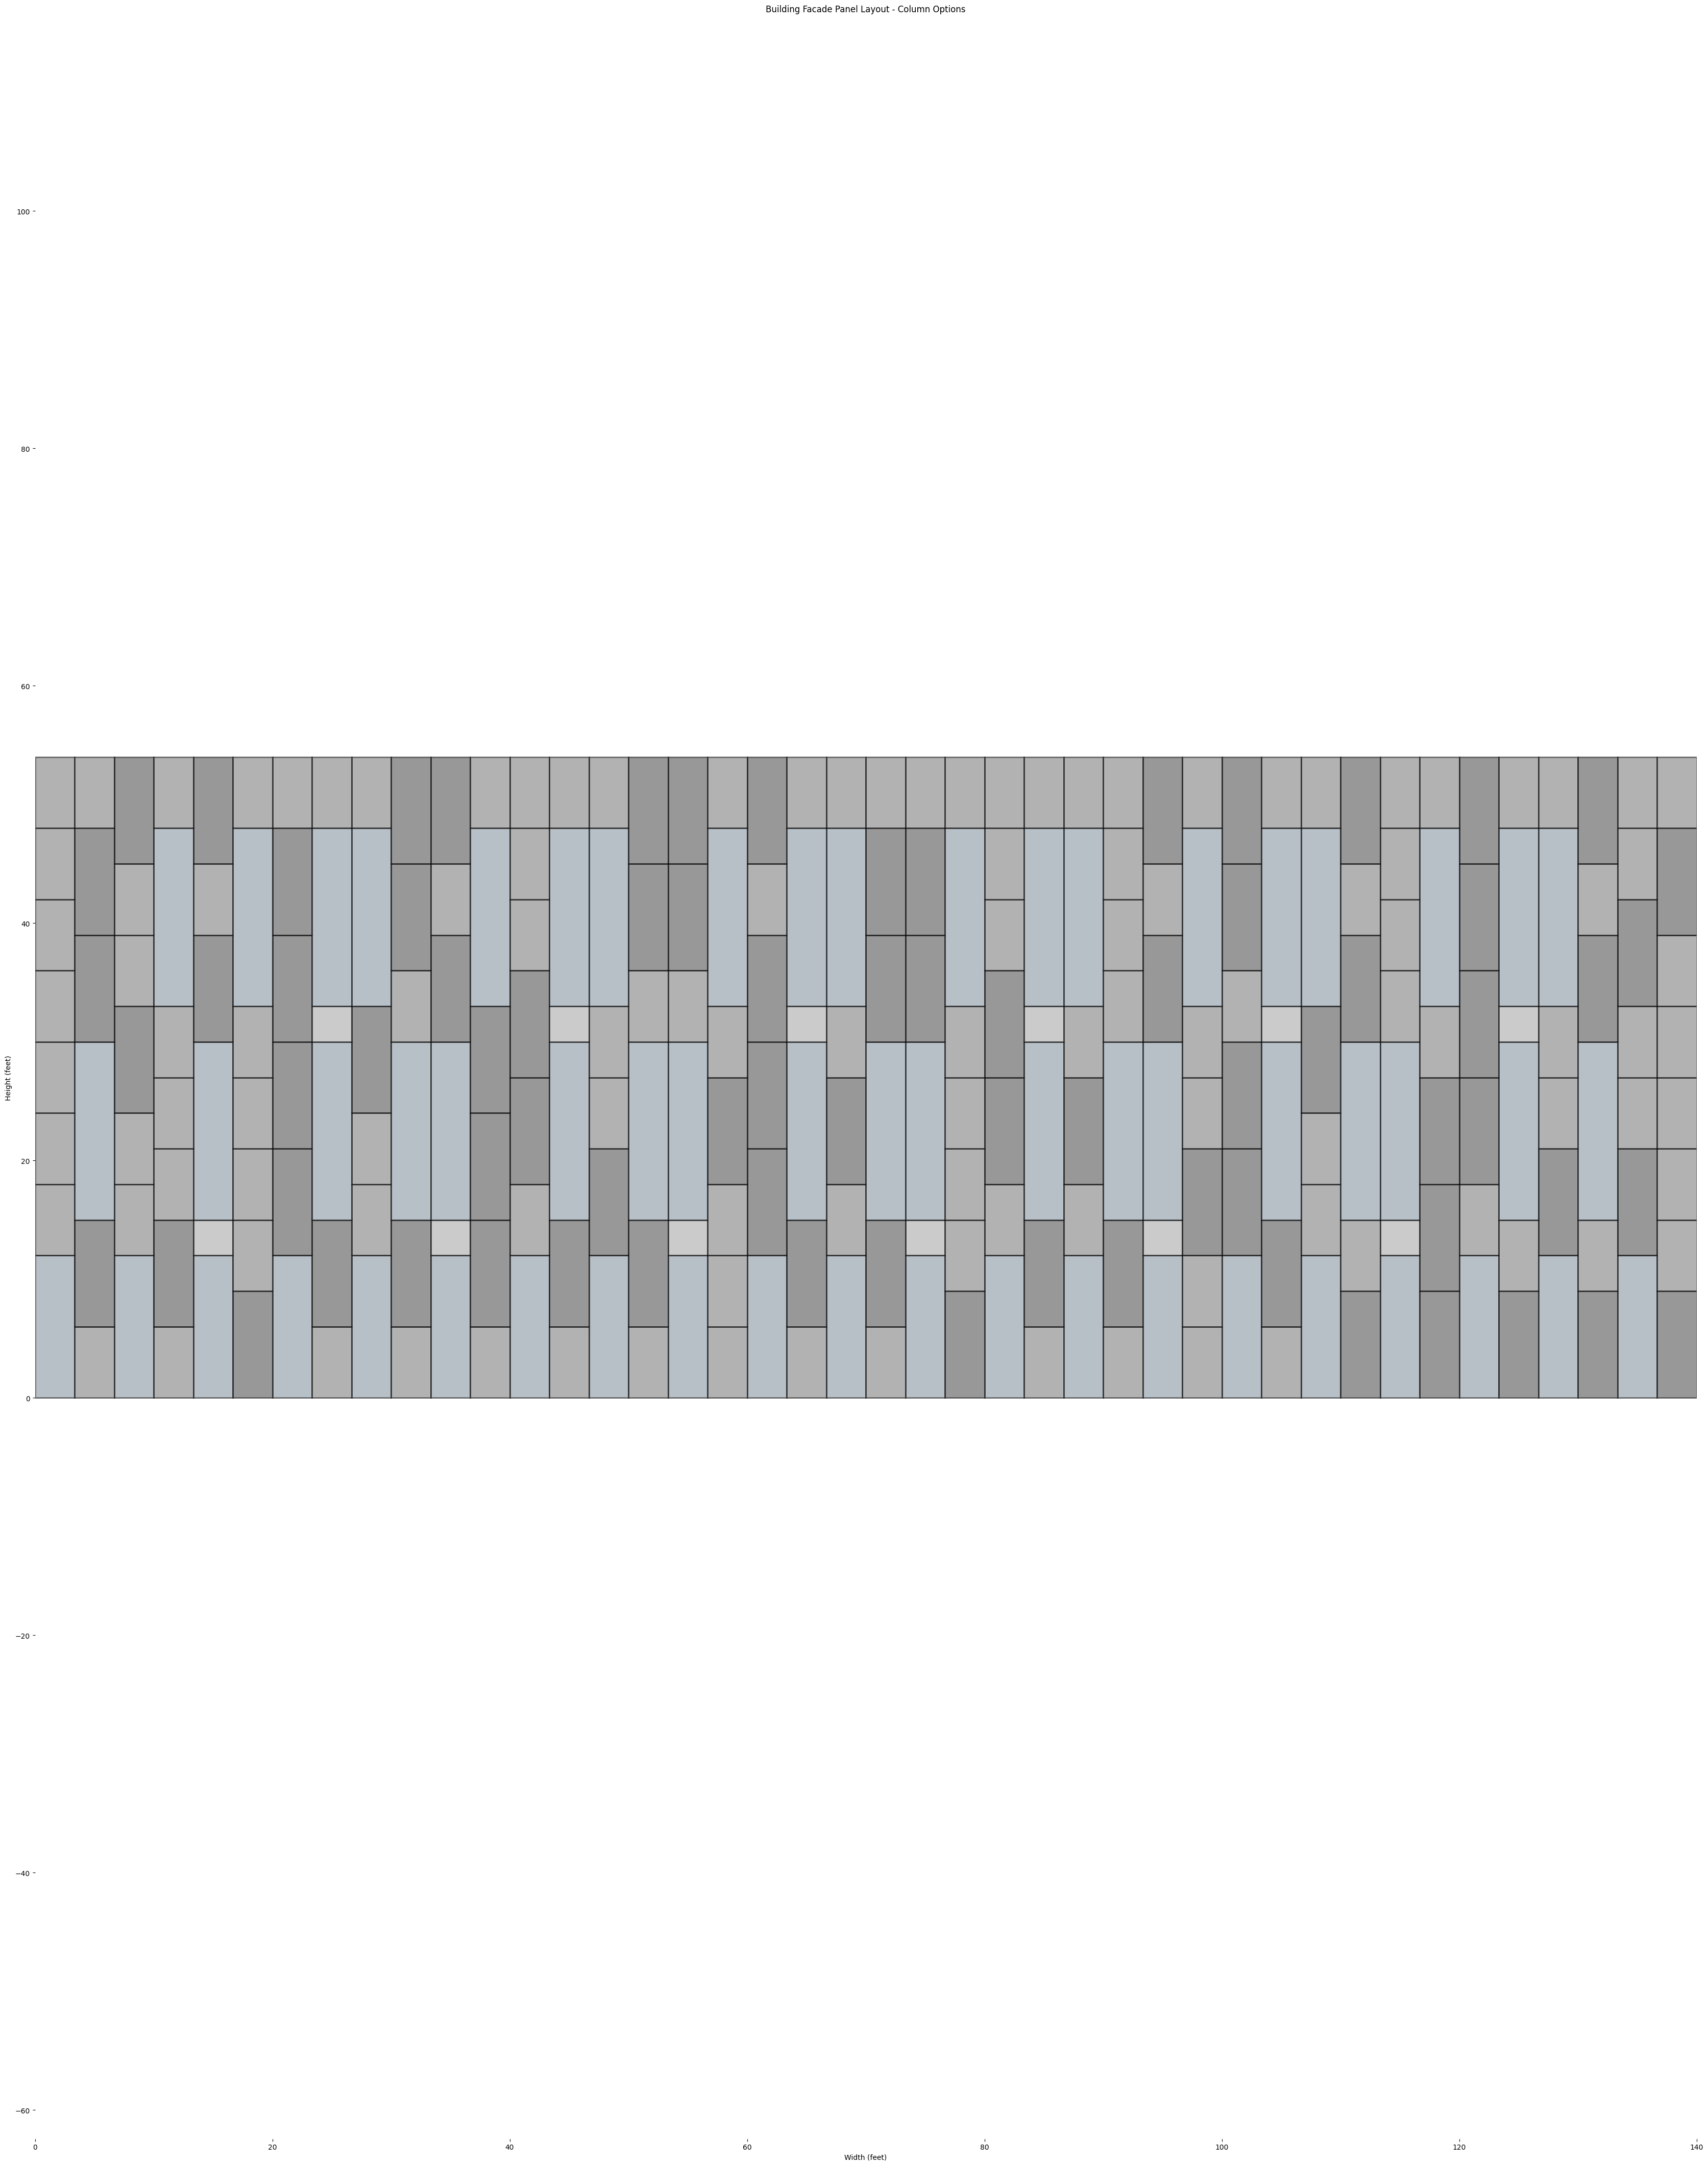 Building Facade Panel Layout - Column Options
100
80
60
40
20
0
−20
−40
−60
Height (feet)
0 20 40 60 80 100 120 140
Width (feet)